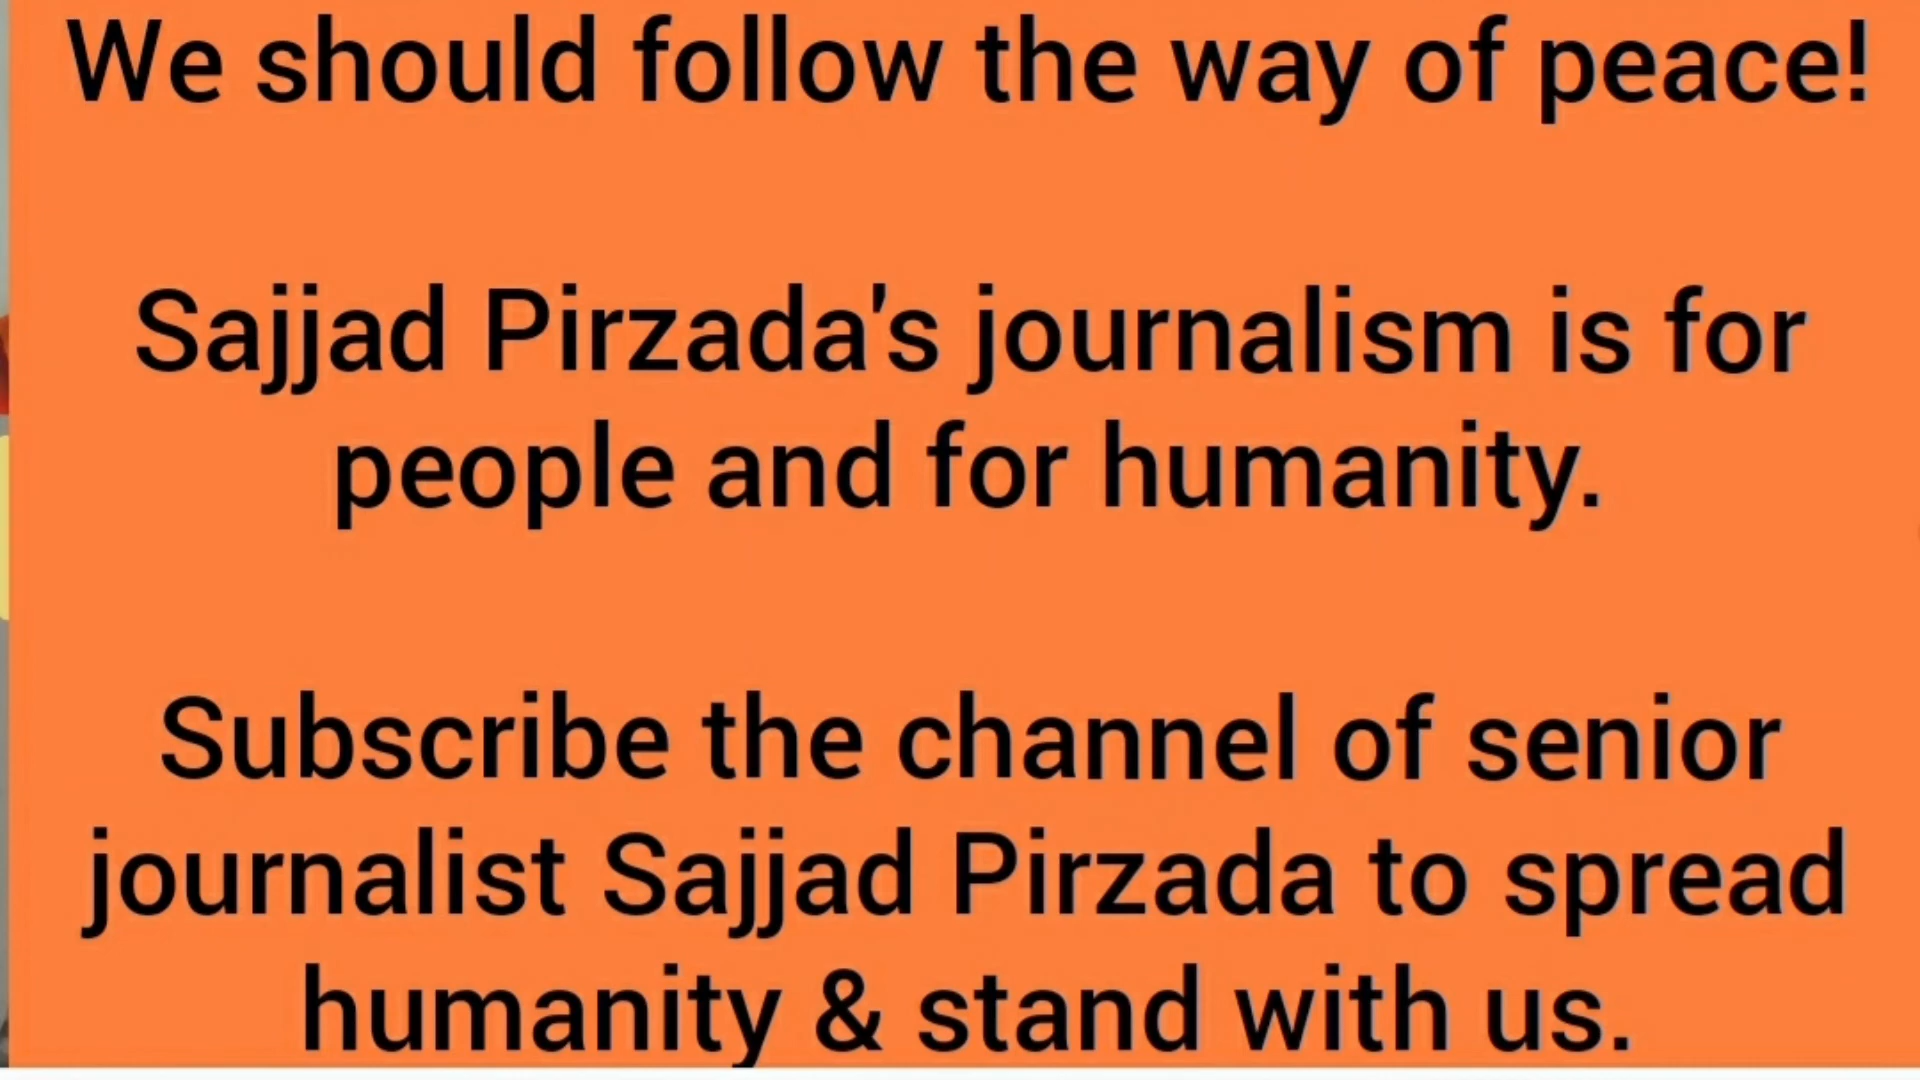 We should follow the way of peace!
Sajjad Pirzada's journalism is for
people and for humanity.
Subscribe the channel of senior
journalist Sajjad Pirzada to spread
humanity & stand with us.